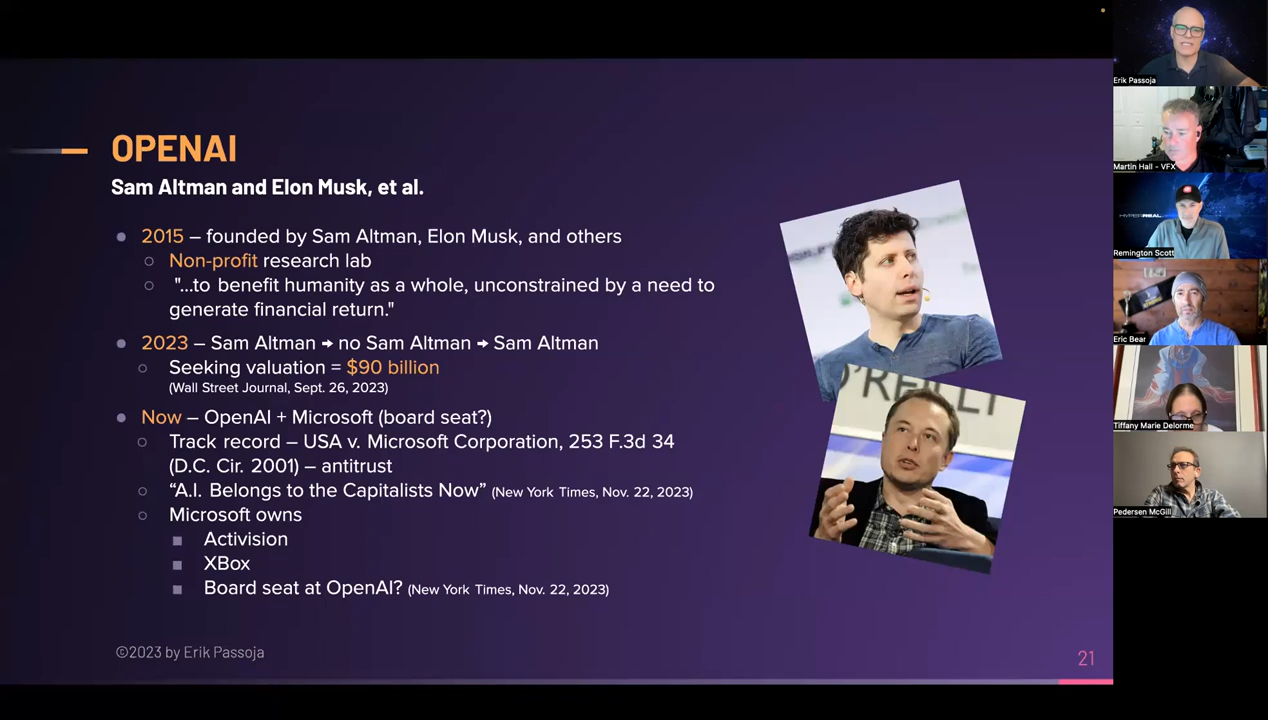 OPENAI
Sam Altman and Elon Musk, et al.
2015 – founded by Sam Altman, Elon Musk, and others
Non-profit research lab
"...to benefit humanity as a whole, unconstrained by a need to
generate financial return."
2023 – Sam Altman → no Sam Altman → Sam Altman
Seeking valuation = $90 billion
(Wall Street Journal, Sept. 26, 2023)
Now – OpenAI + Microsoft (board seat?)
Track record – USA v. Microsoft Corporation, 253 F.3d 34
(D.C. Cir. 2001) – antitrust
“A.I. Belongs to the Capitalists Now” (New York Times, Nov. 22, 2023)
Microsoft owns
Activision
XBox
Board seat at OpenAI? (New York Times, Nov. 22, 2023)
©2023 by Erik Passoja
21
O'REILLY
Erik Passoja
Martin Hall - VFX
HYPERREAL
Remington Scott
Eric Bear
Tiffany Marie Delorme
Pedersen McGill